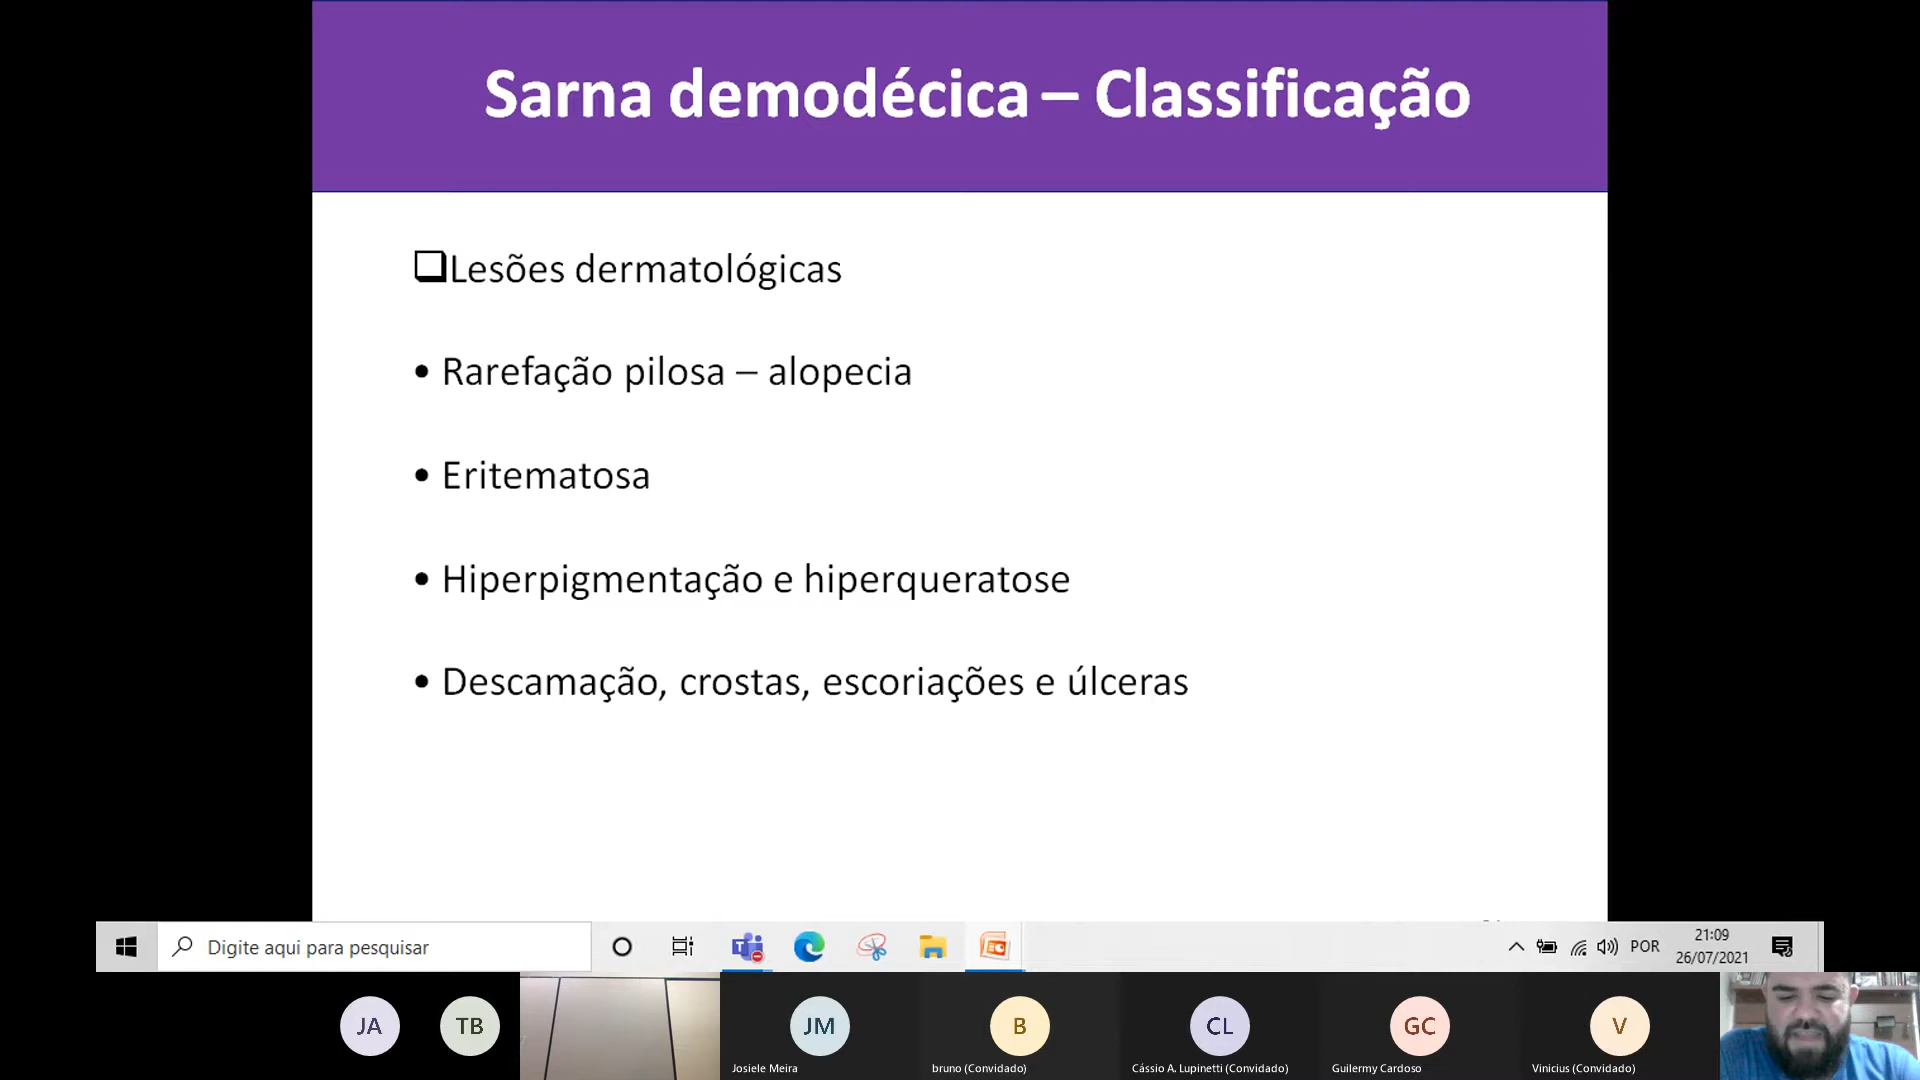 Sarna demodécica – Classificação
❑Lesões dermatológicas
• Rarefação pilosa – alopecia
• Eritematosa
• Hiperpigmentação e hiperqueratose
• Descamação, crostas, escoriações e úlceras
Digite aqui para pesquisar
POR
21:09
26/07/2021
JA
TB
JM
B
CL
GC
V
Josiele Meira
bruno (Convidado)
Cássio A. Lupinetti (Convidado)
Guilermy Cardoso
Vinicius (Convidado)